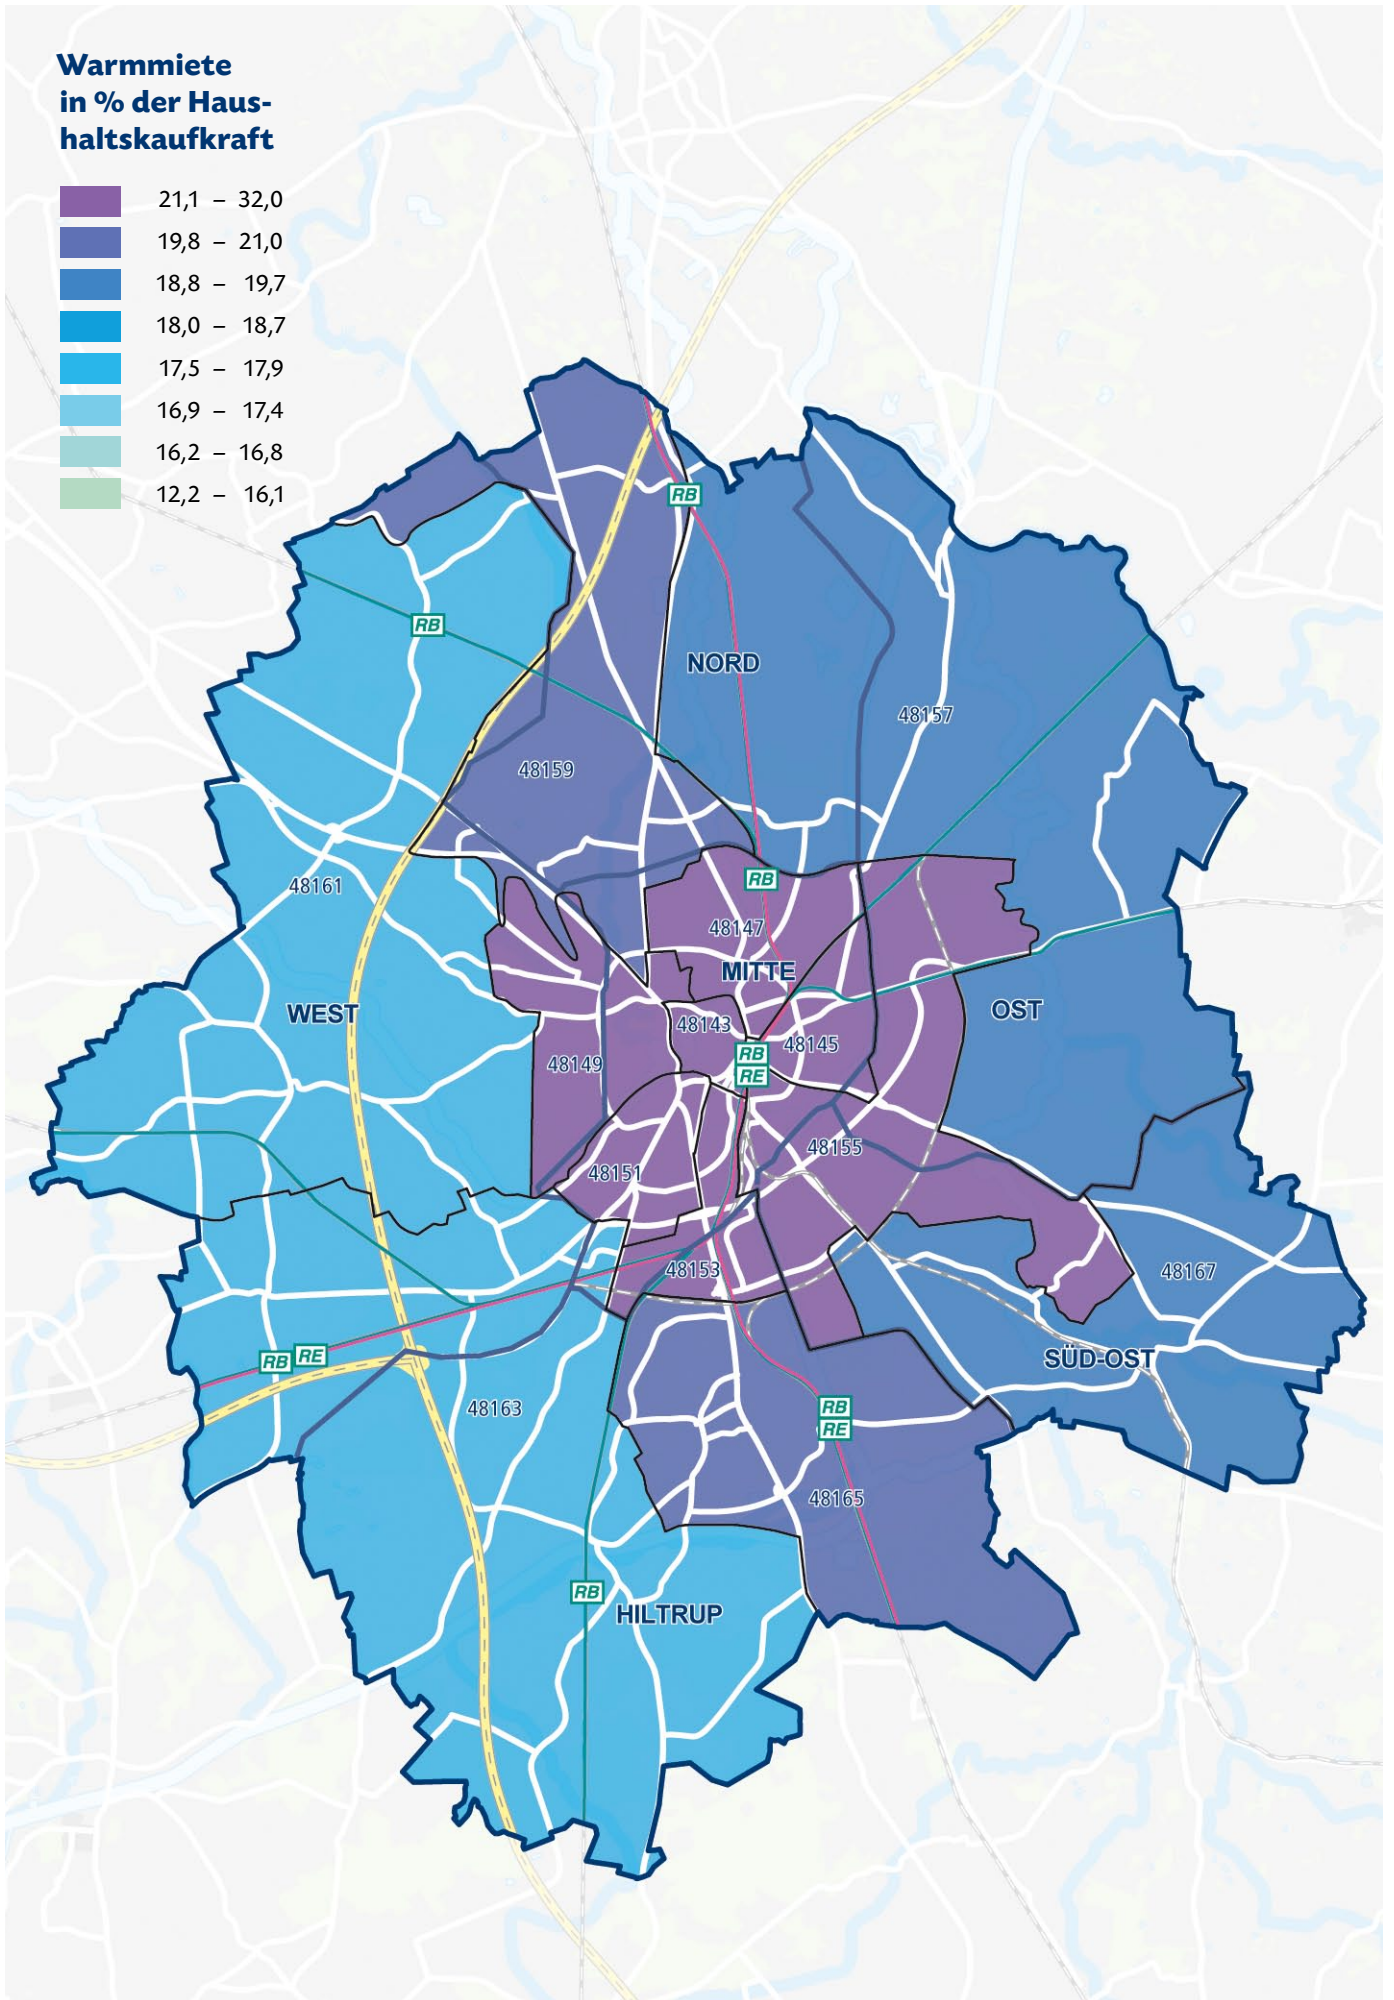 Warmmiete
in % der Haus-
haltskaufkraft
21,1 – 32,0
19,8 – 21,0
18,8 – 19,7
18,0 – 18,7
17,5 – 17,9
16,9 – 17,4
16,2 – 16,8
12,2 – 16,1
RB
RB
NORD
48157
48159
RB
48161
48147
MITTE
WEST
OST
48143
48145
RB
RE
48149
48155
48151
48153
48167
RB
RE
SÜD-OST
48163
RB
RE
48165
RB
HILTRUP